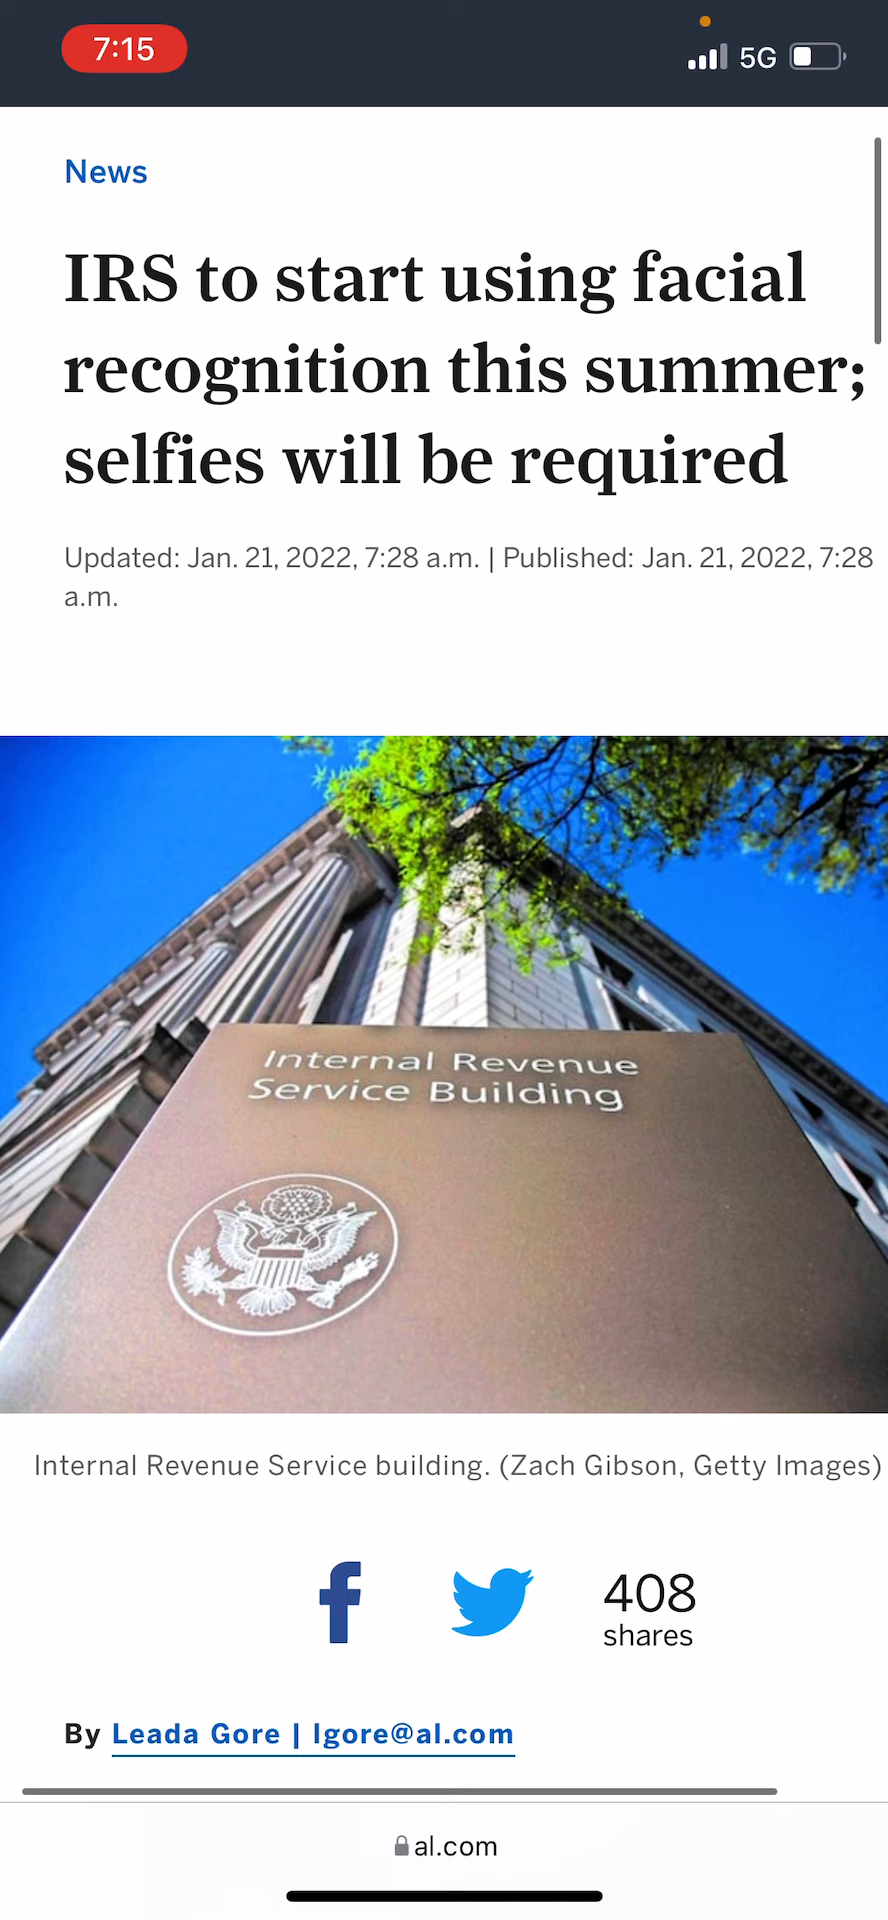 7:15
5G
News
IRS to start using facial
recognition this summer;
selfies will be required
Updated: Jan. 21, 2022, 7:28 a.m. | Published: Jan. 21, 2022, 7:28
a.m.
Internal Revenue
Service Building
Internal Revenue Service building. (Zach Gibson, Getty Images)
408
shares
By Leada Gore | lgore@al.com
al.com